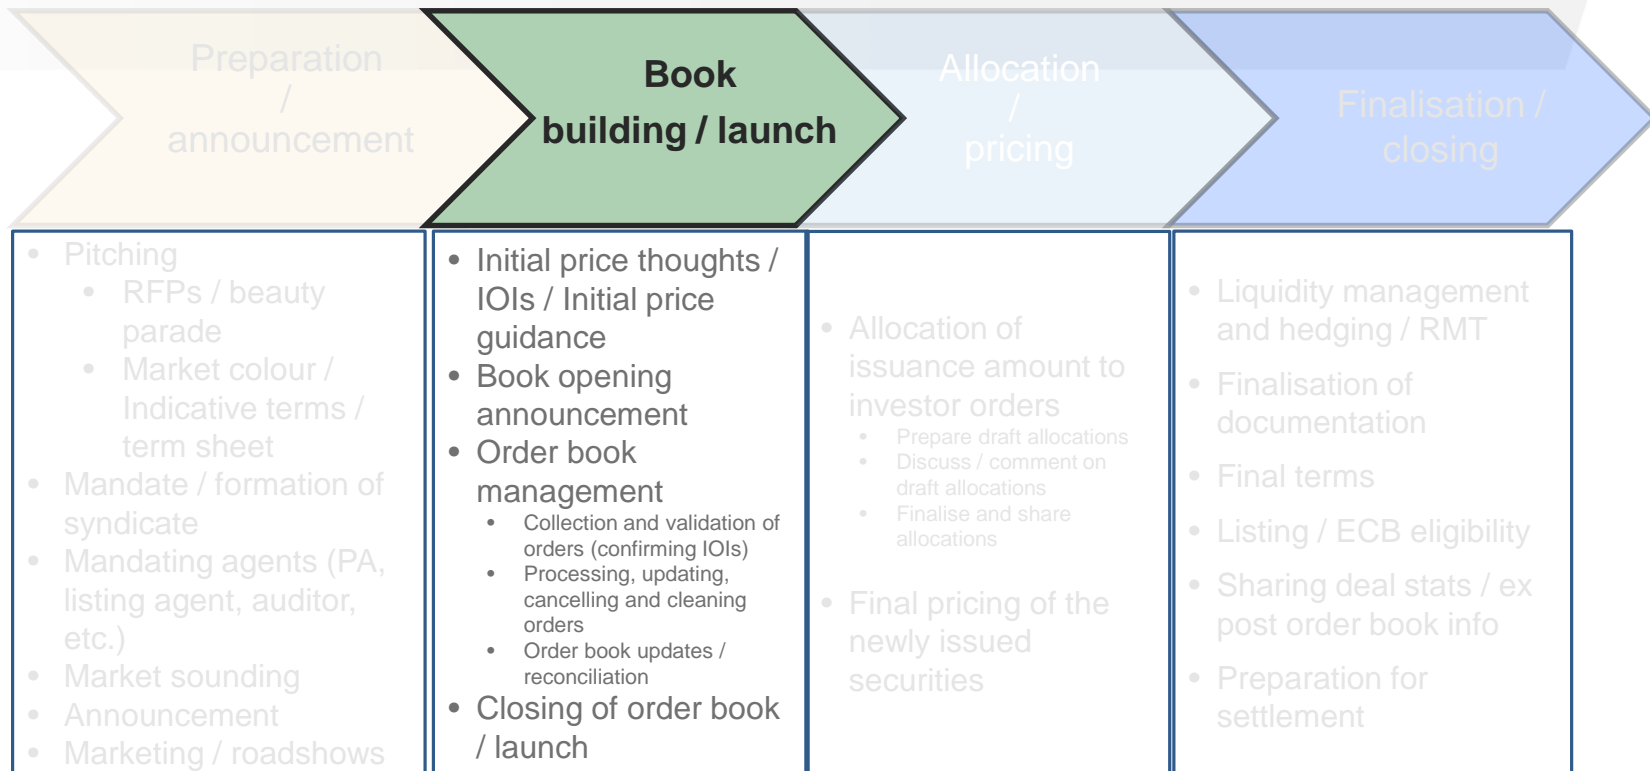 Preparation
/
announcement
Book
building / launch
Allocation
/
pricing
Finalisation /
closing
• Pitching
• RFPs / beauty
parade
• Market colour /
Indicative terms /
term sheet
• Mandate / formation of
syndicate
• Mandating agents (PA,
listing agent, auditor,
etc.)
• Market sounding
• Announcement
• Marketing / roadshows
• Initial price thoughts /
IOIs / Initial price
guidance
• Book opening
announcement
• Order book
management
• Collection and validation of
orders (confirming IOIs)
• Processing, updating,
cancelling and cleaning
orders
• Order book updates /
reconciliation
• Closing of order book
/ launch
• Allocation of
issuance amount to
investor orders
• Prepare draft allocations
• Discuss / comment on
draft allocations
• Finalise and share
allocations
• Final pricing of the
newly issued
securities
• Liquidity management
and hedging / RMT
• Finalisation of
documentation
• Final terms
• Listing / ECB eligibility
• Sharing deal stats / ex
post order book info
• Preparation for
settlement